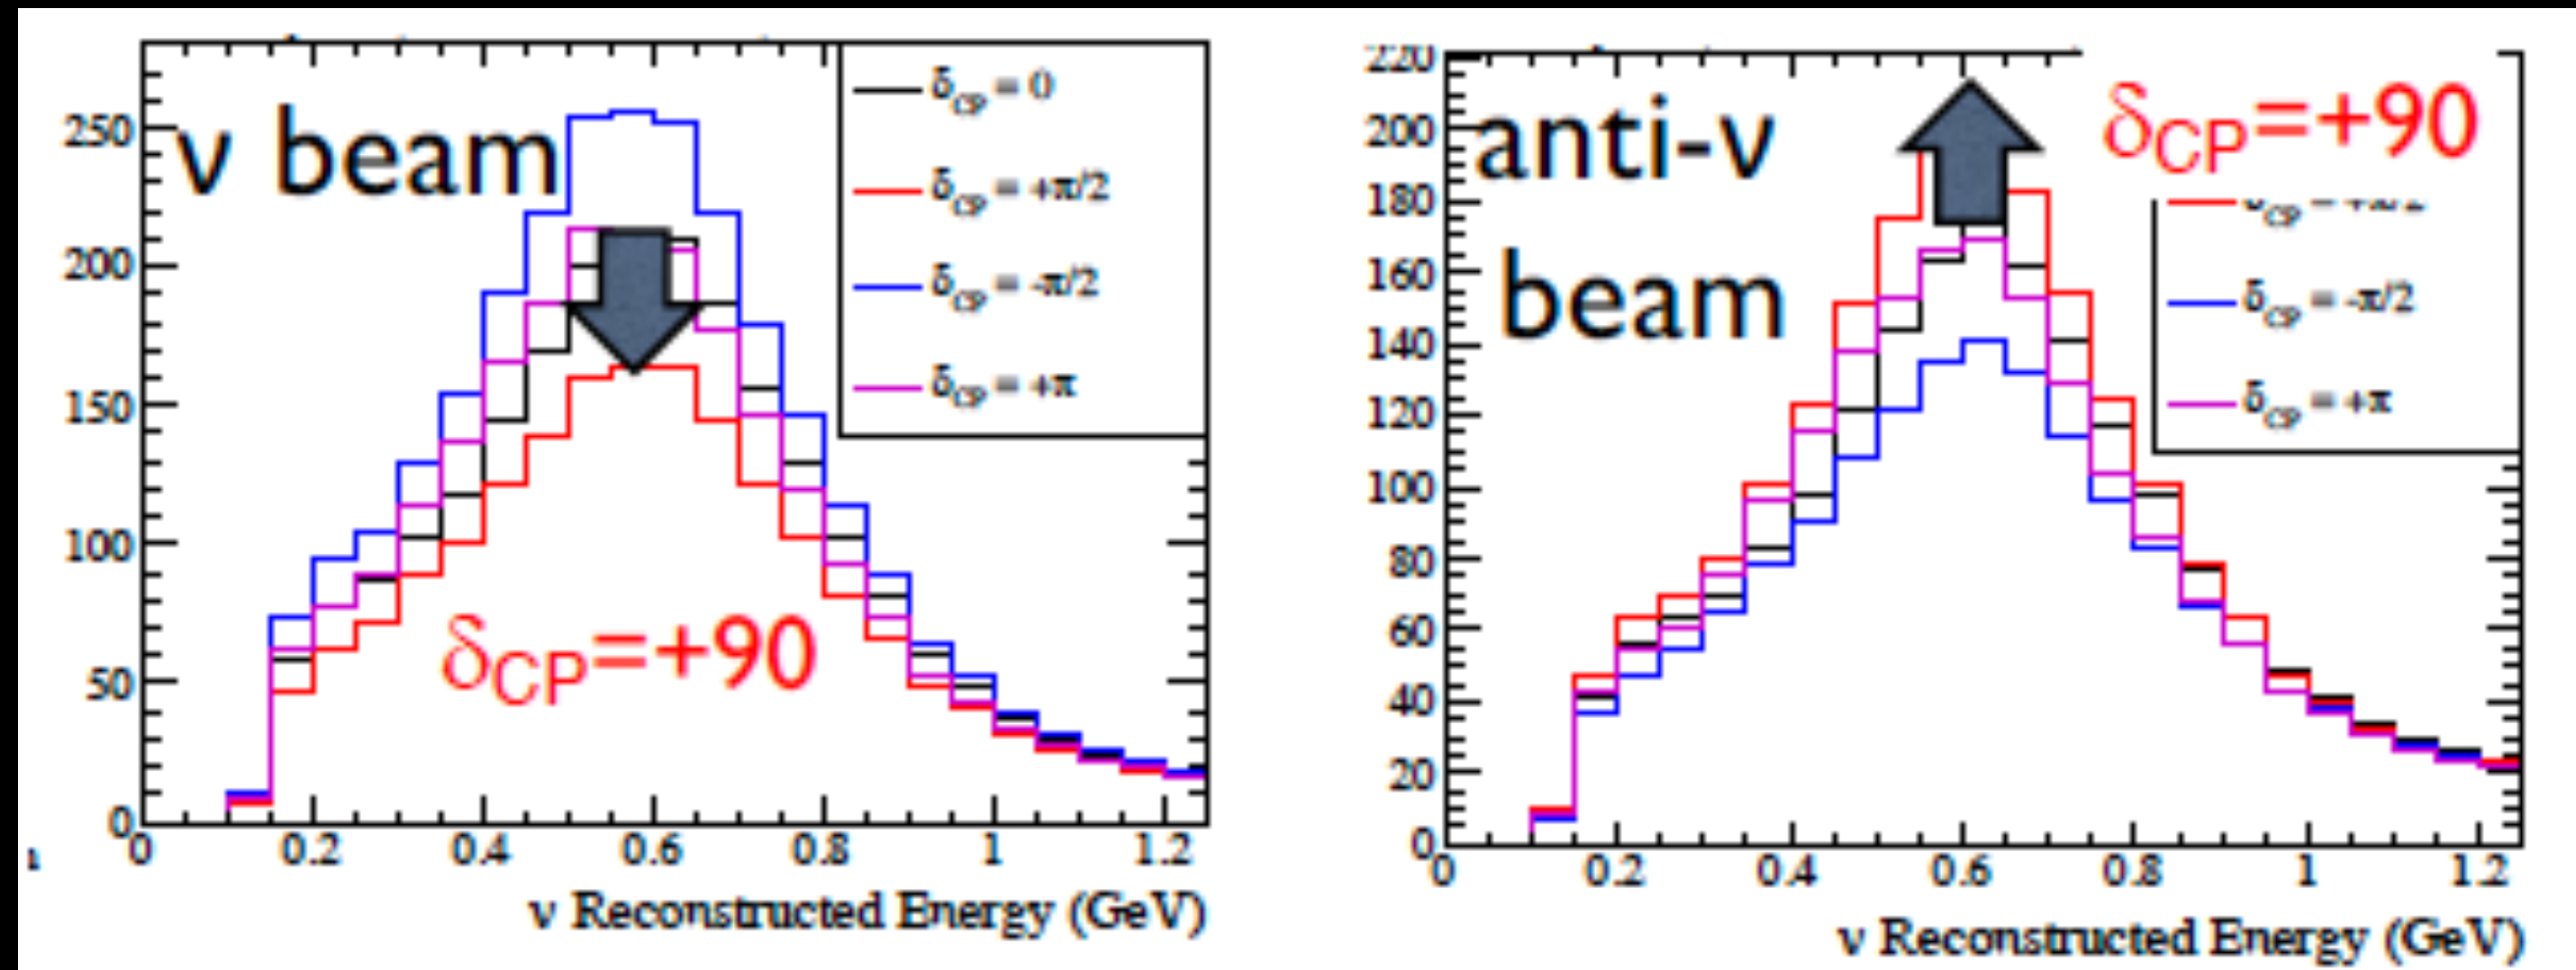 250
200
150
100
50
0
ν beam
δCP = 0
δCP = +π/2
δCP = -π/2
δCP = +π
δCP=+90
0 0.2 0.4 0.6 0.8 1 1.2
ν Reconstructed Energy (GeV)
220
200
180
160
140
120
100
80
60
40
20
0
anti-ν
beam
δCP=+90
δCP = -π/2
δCP = +π
0 0.2 0.4 0.6 0.8 1 1.2
ν Reconstructed Energy (GeV)